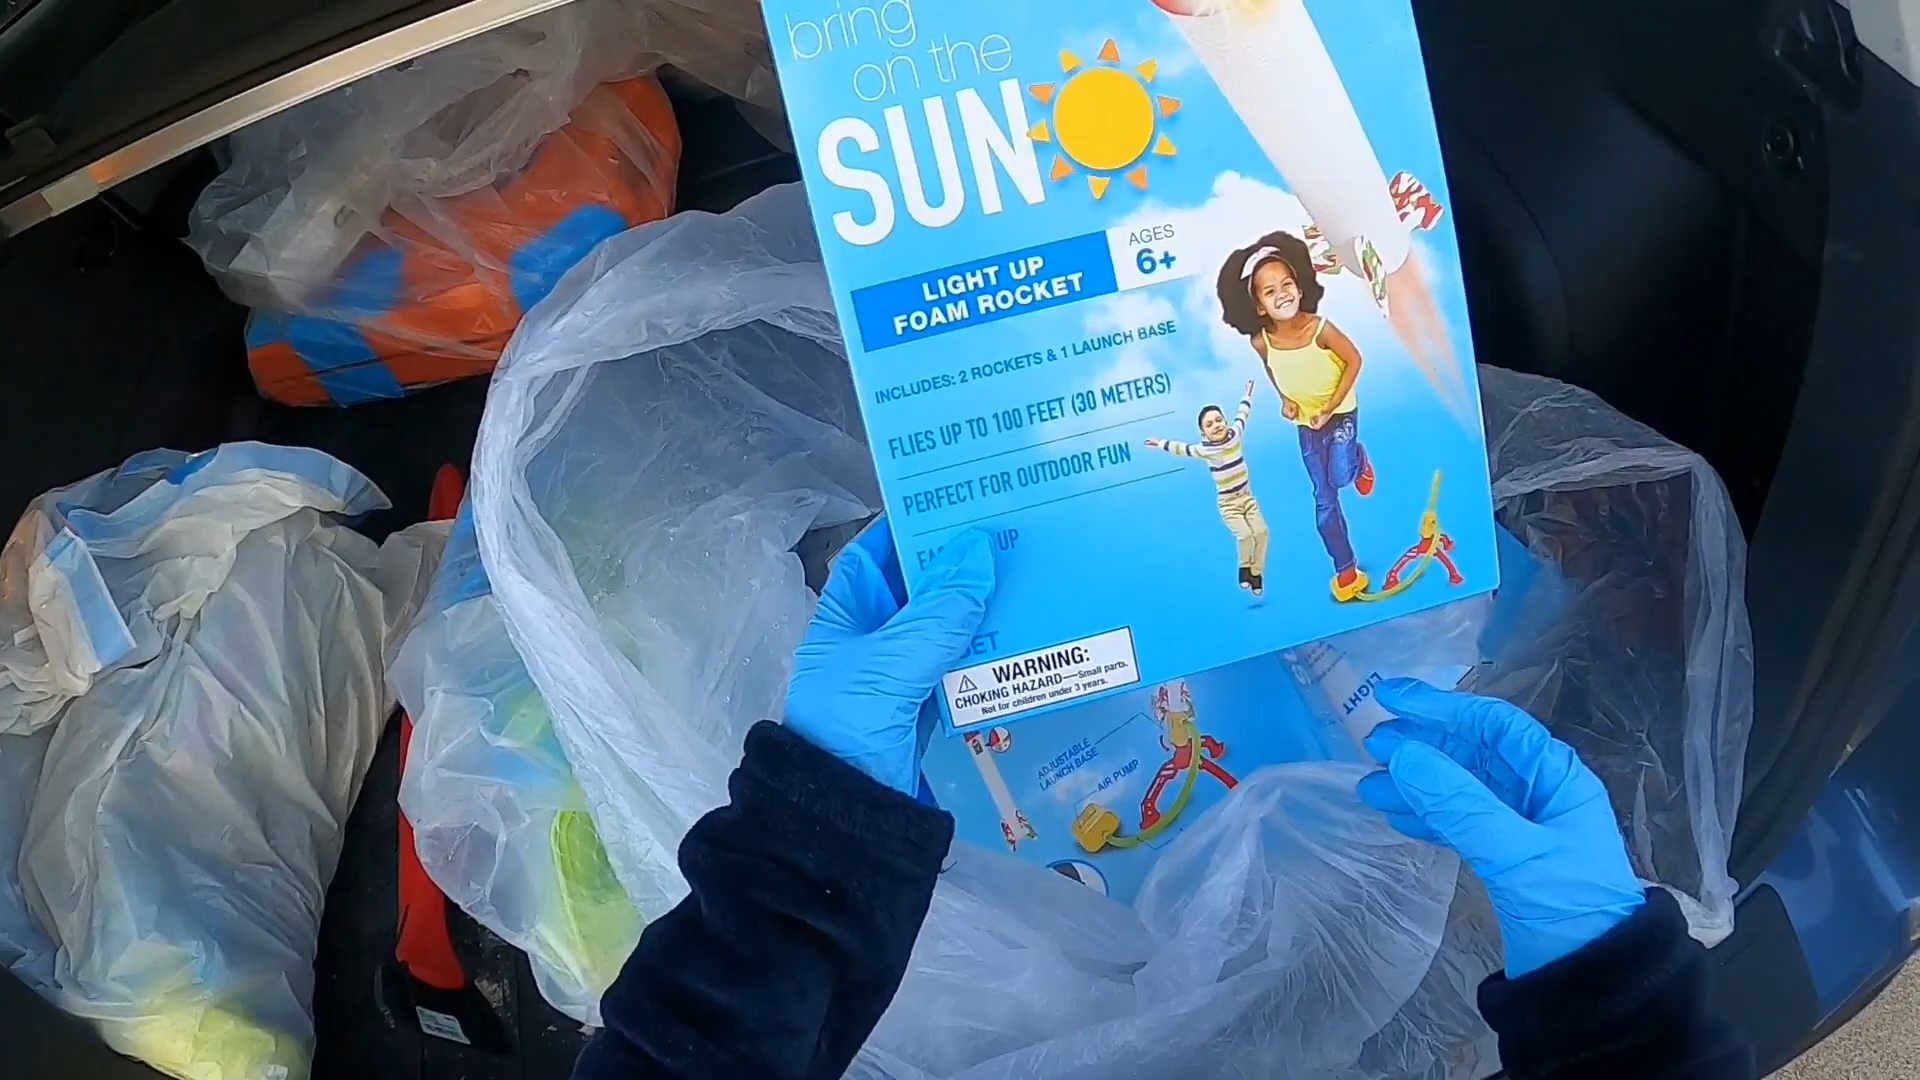 bring
on the
SUN
LIGHT UP
FOAM ROCKET
AGES
6+
INCLUDES: 2 ROCKETS & 1 LAUNCH BASE
FLIES UP TO 100 FEET (30 METERS)
PERFECT FOR OUTDOOR FUN
UP
WARNING:
CHOKING HAZARD—Small parts.
Not for children under 3 years.
ADJUSTABLE
LAUNCH BASE
AIR PUMP
LIGHT